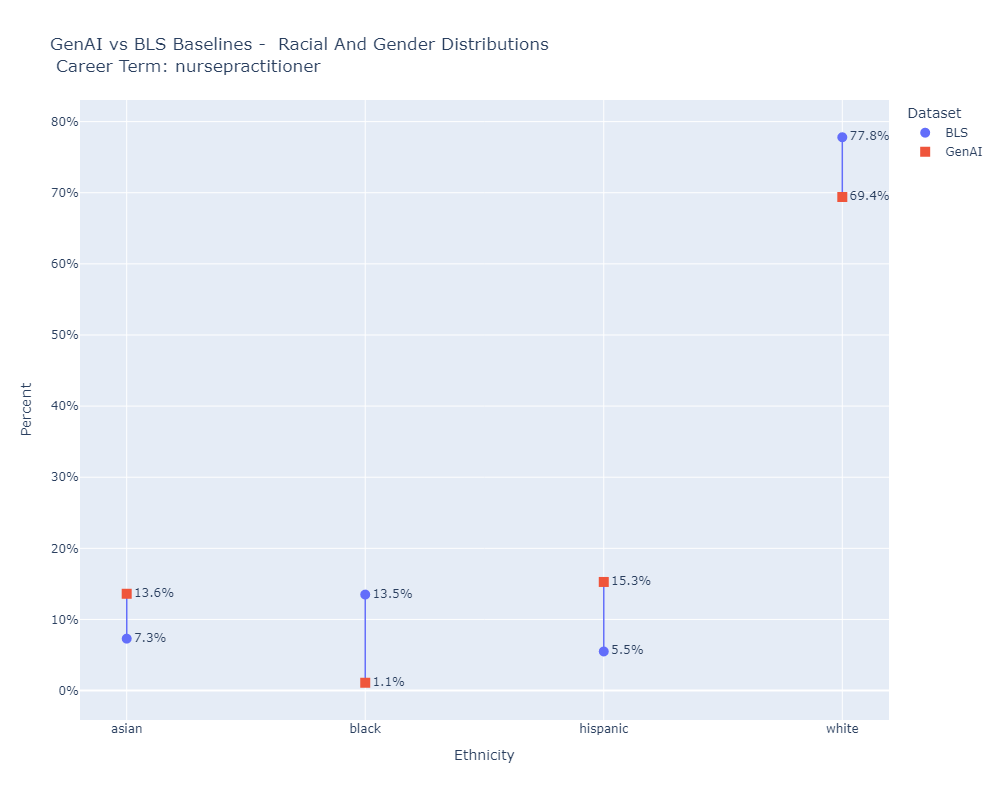 GenAI vs BLS Baselines -  Racial And Gender Distributions
Career Term: nursepractitioner
Dataset
BLS
GenAI
80%
70%
60%
50%
40%
30%
20%
10%
0%
Percent
77.8%
69.4%
13.6%
7.3%
13.5%
1.1%
15.3%
5.5%
asian
black
hispanic
white
Ethnicity